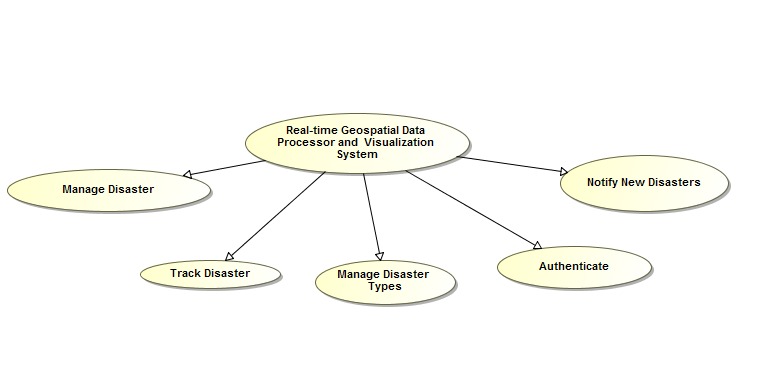 Real-time Geospatial Data
Processor and Visualization
System
Manage Disaster
Notify New Disasters
Track Disaster
Manage Disaster
Types
Authenticate